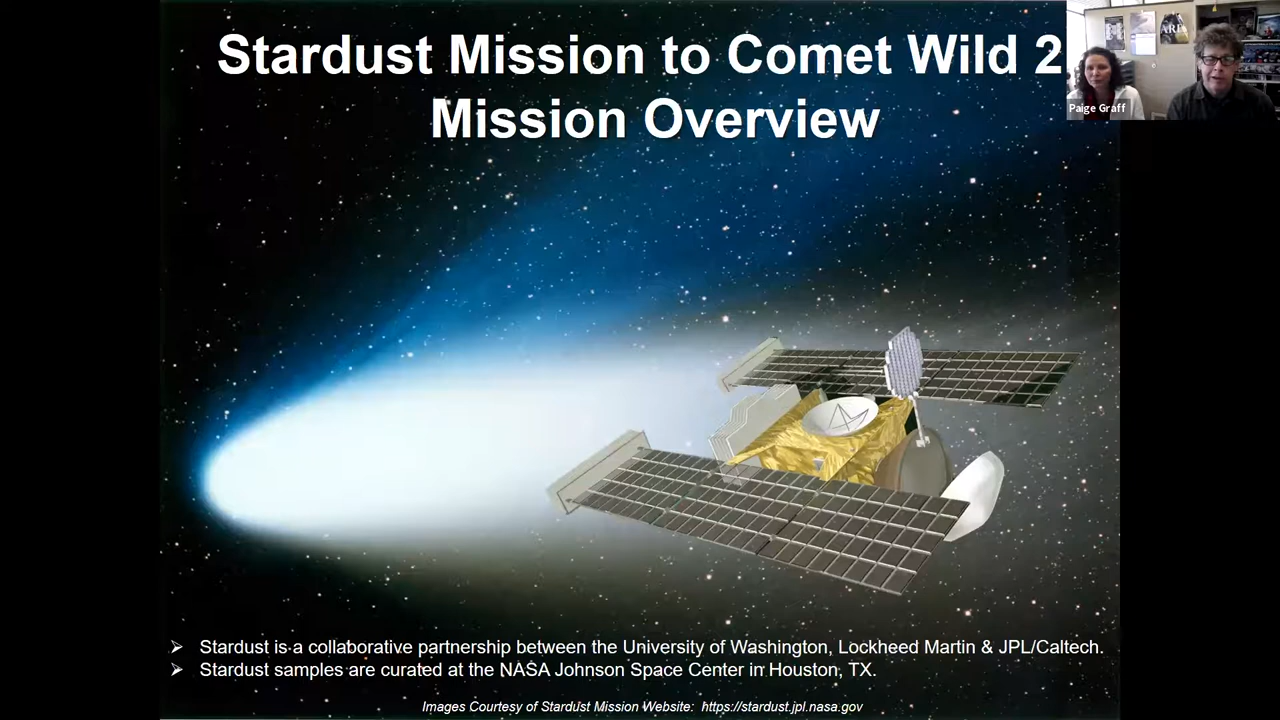 Stardust Mission to Comet Wild 2
Mission Overview
Paige Graff
➢ Stardust is a collaborative partnership between the University of Washington, Lockheed Martin & JPL/Caltech.
➢ Stardust samples are curated at the NASA Johnson Space Center in Houston, TX.
Images Courtesy of Stardust Mission Website: https://stardust.jpl.nasa.gov